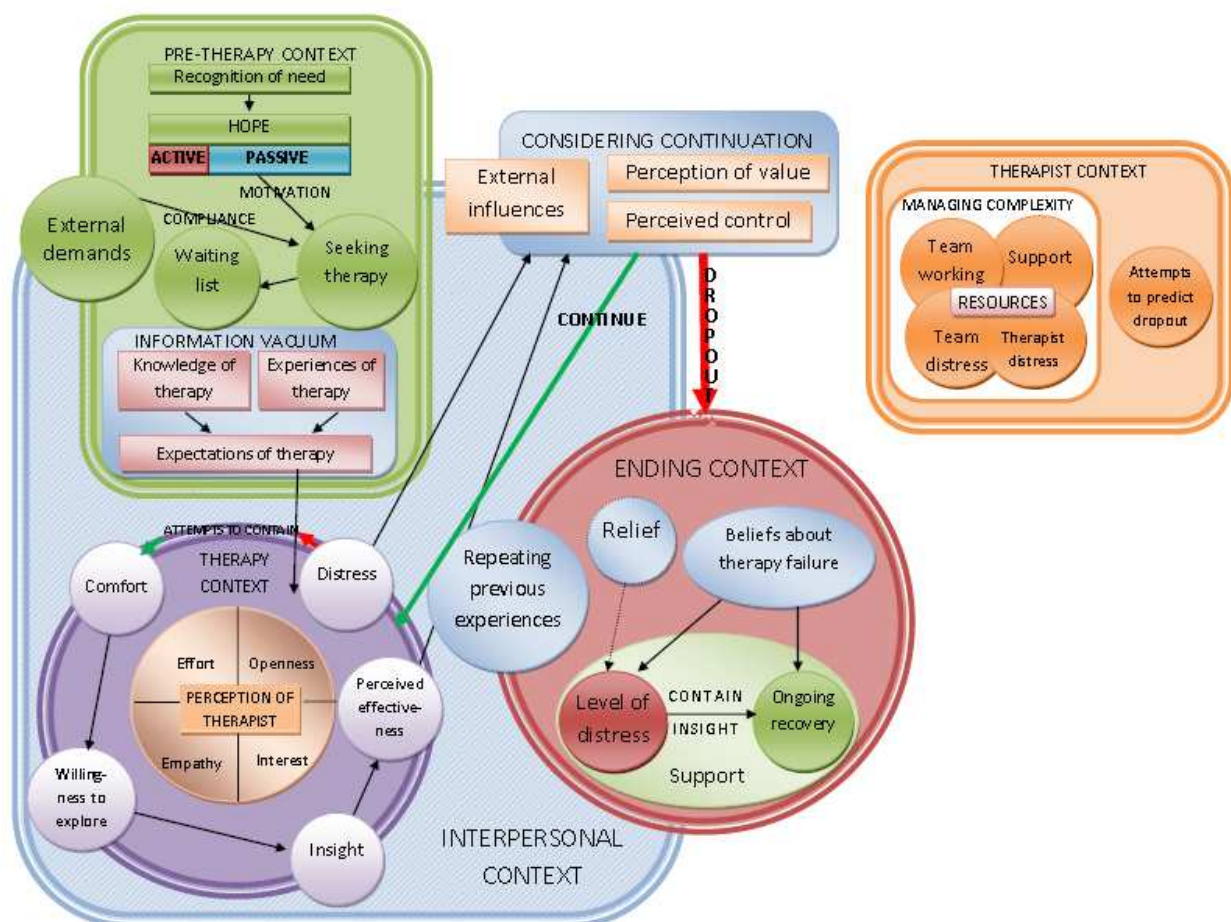 PRE-THERAPY CONTEXT
Recognition of need
HOPE
ACTIVE
PASSIVE
MOTIVATION
COMPLIANCE
External
demands
Waiting
list
Seeking
therapy
INFORMATION VACUUM
Knowledge of
therapy
Experiences of
therapy
Expectations of therapy
CONSIDERING CONTINUATION
External
influences
Perception of value
Perceived control
CONTINUE
DROPOUT
THERAPIST CONTEXT
MANAGING COMPLEXITY
Team
working
Support
RESOURCES
Team
distress
Therapist
distress
Attempts
to predict
dropout
ATTEMPTS TO CONTAIN
THERAPY
CONTEXT
Comfort
Distress
Effort
Openness
PERCEPTION OF
THERAPIST
Empathy
Interest
Perceived
effective-
ness
Willing-
ness to
explore
Insight
INTERPERSONAL
CONTEXT
ENDING CONTEXT
Relief
Beliefs about
therapy failure
Repeating
previous
experiences
Level of
distress
CONTAIN
INSIGHT
Ongoing
recovery
Support